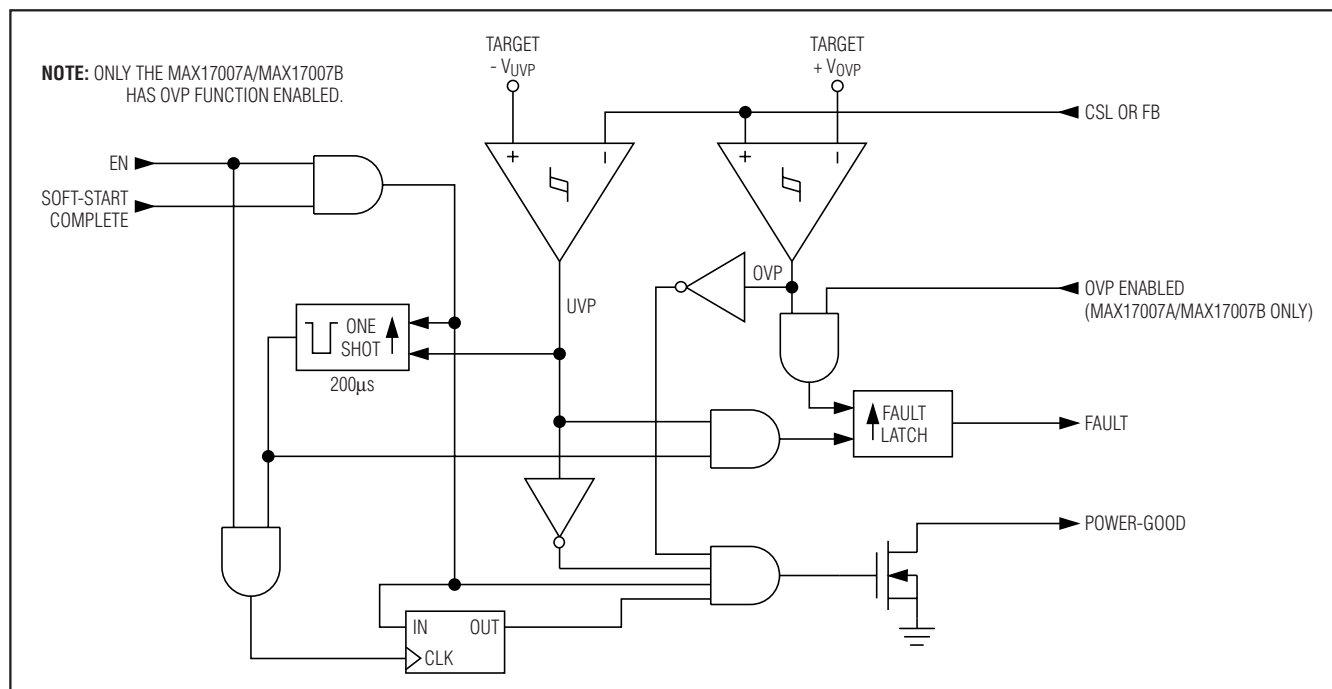 NOTE: ONLY THE MAX17007A/MAX17007B
HAS OVP FUNCTION ENABLED.
TARGET
- VUVP
TARGET
+ VOVP
CSL OR FB
+
–
+
–
EN
SOFT-START
COMPLETE
OVP
OVP ENABLED
(MAX17007A/MAX17007B ONLY)
UVP
ONE
SHOT
200μs
FAULT
LATCH
FAULT
POWER-GOOD
IN
OUT
CLK